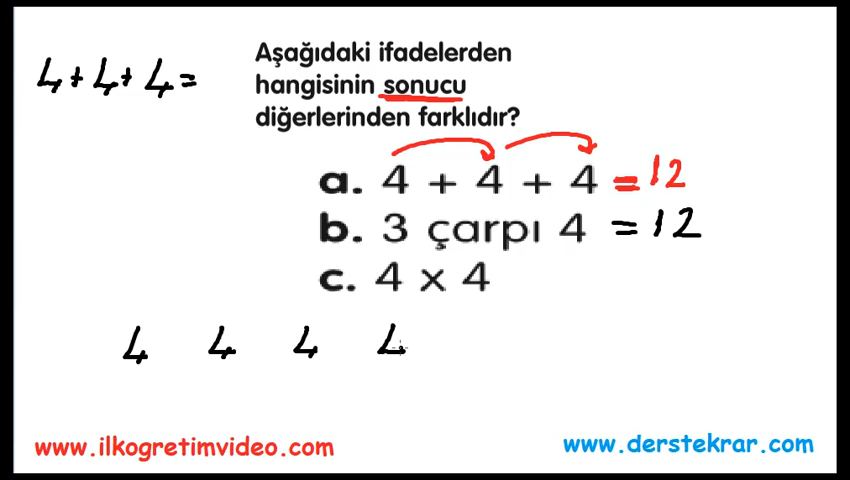 4+4+4=
Aşağıdaki ifadelerden
hangisinin sonucu
diğerlerinden farklıdır?
a. 4 + 4 + 4 = 12
b. 3 çarpı 4 = 12
c. 4 x 4
4 4 4 4
www.ilkogretimvideo.com
www.derstekrar.com